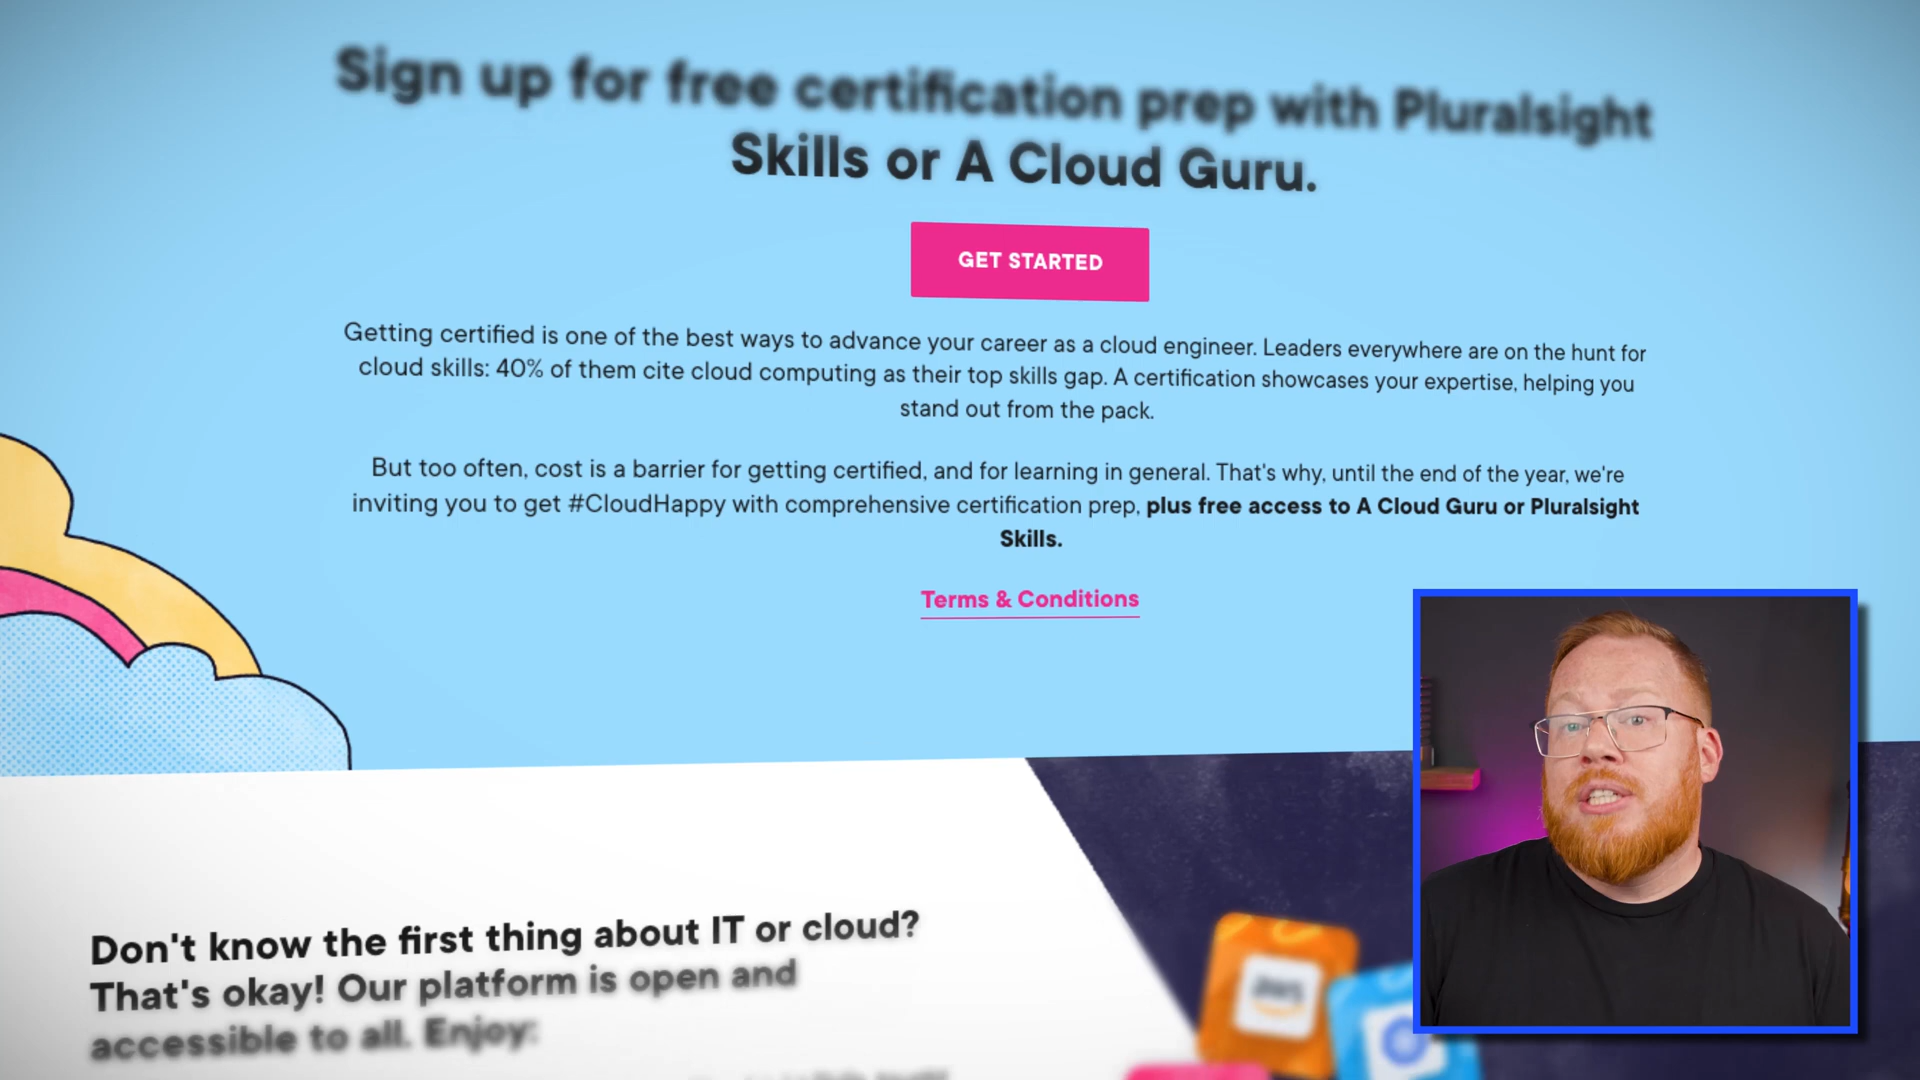 Sign up for free certification prep with Pluralsight
Skills or A Cloud Guru.
GET STARTED
Getting certified is one of the best ways to advance your career as a cloud engineer. Leaders everywhere are on the hunt for
cloud skills: 40% of them cite cloud computing as their top skills gap. A certification showcases your expertise, helping you
stand out from the pack.
But too often, cost is a barrier for getting certified, and for learning in general. That's why, until the end of the year, we're
inviting you to get #CloudHappy with comprehensive certification prep, plus free access to A Cloud Guru or Pluralsight
Skills.
Terms & Conditions
Don't know the first thing about IT or cloud?
That's okay! Our platform is open and
accessible to all. Enjoy:
aws